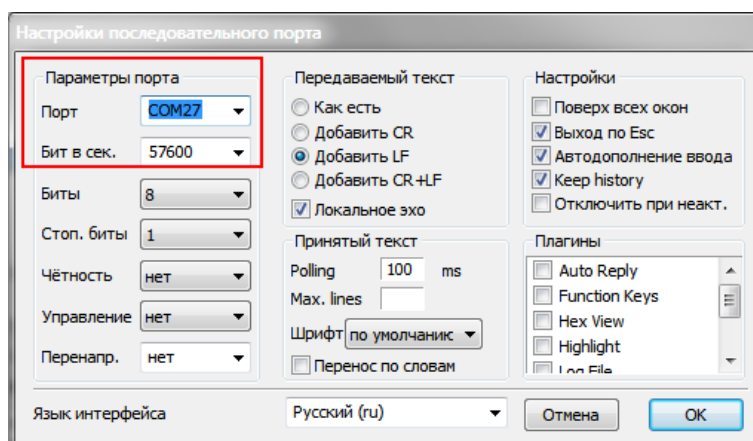 Настройки последовательного порта
Параметры порта
Порт COM27
Бит в сек. 57600
Биты 8
Стоп. биты 1
Чётность нет
Управление нет
Перенапр. нет
Передаваемый текст
Как есть
Добавить CR
Добавить LF
Добавить CR+LF
Локальное эхо
Принятый текст
Polling 100 ms
Max. lines
Шрифт по умолчанию
Перенос по словам
Настройки
Поверх всех окон
Выход по Esc
Автодополнение ввода
Keep history
Отключить при неакт.
Плагины
Auto Reply
Function Keys
Hex View
Highlight
Log File
Язык интерфейса Русский (ru)
Отмена
OK